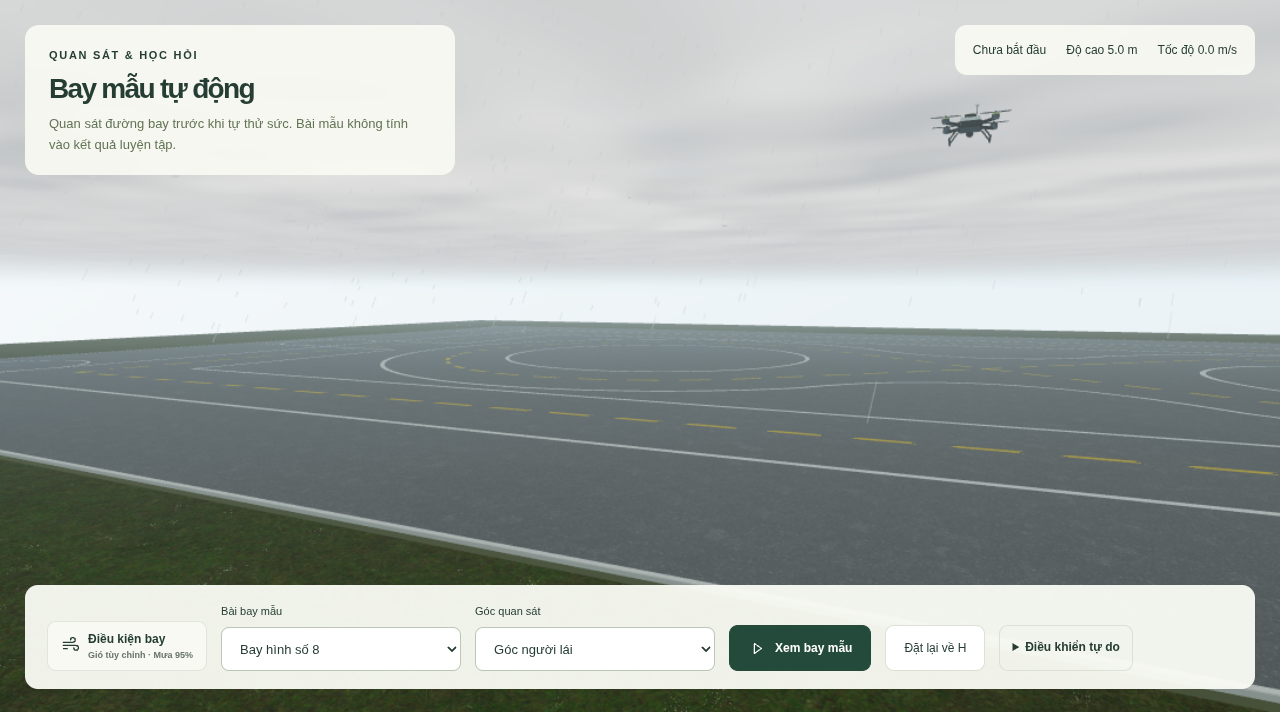 QUAN SÁT & HỌC HỎI
Bay mẫu tự động
Quan sát đường bay trước khi tự thử sức. Bài mẫu không tính
vào kết quả luyện tập.
Chưa bắt đầu Độ cao 5.0 m Tốc độ 0.0 m/s
Điều kiện bay
Gió tùy chỉnh · Mưa 95%
Bài bay mẫu
Bay hình số 8
Góc quan sát
Góc người lái
Xem bay mẫu
Đặt lại về H
Điều khiển tự do